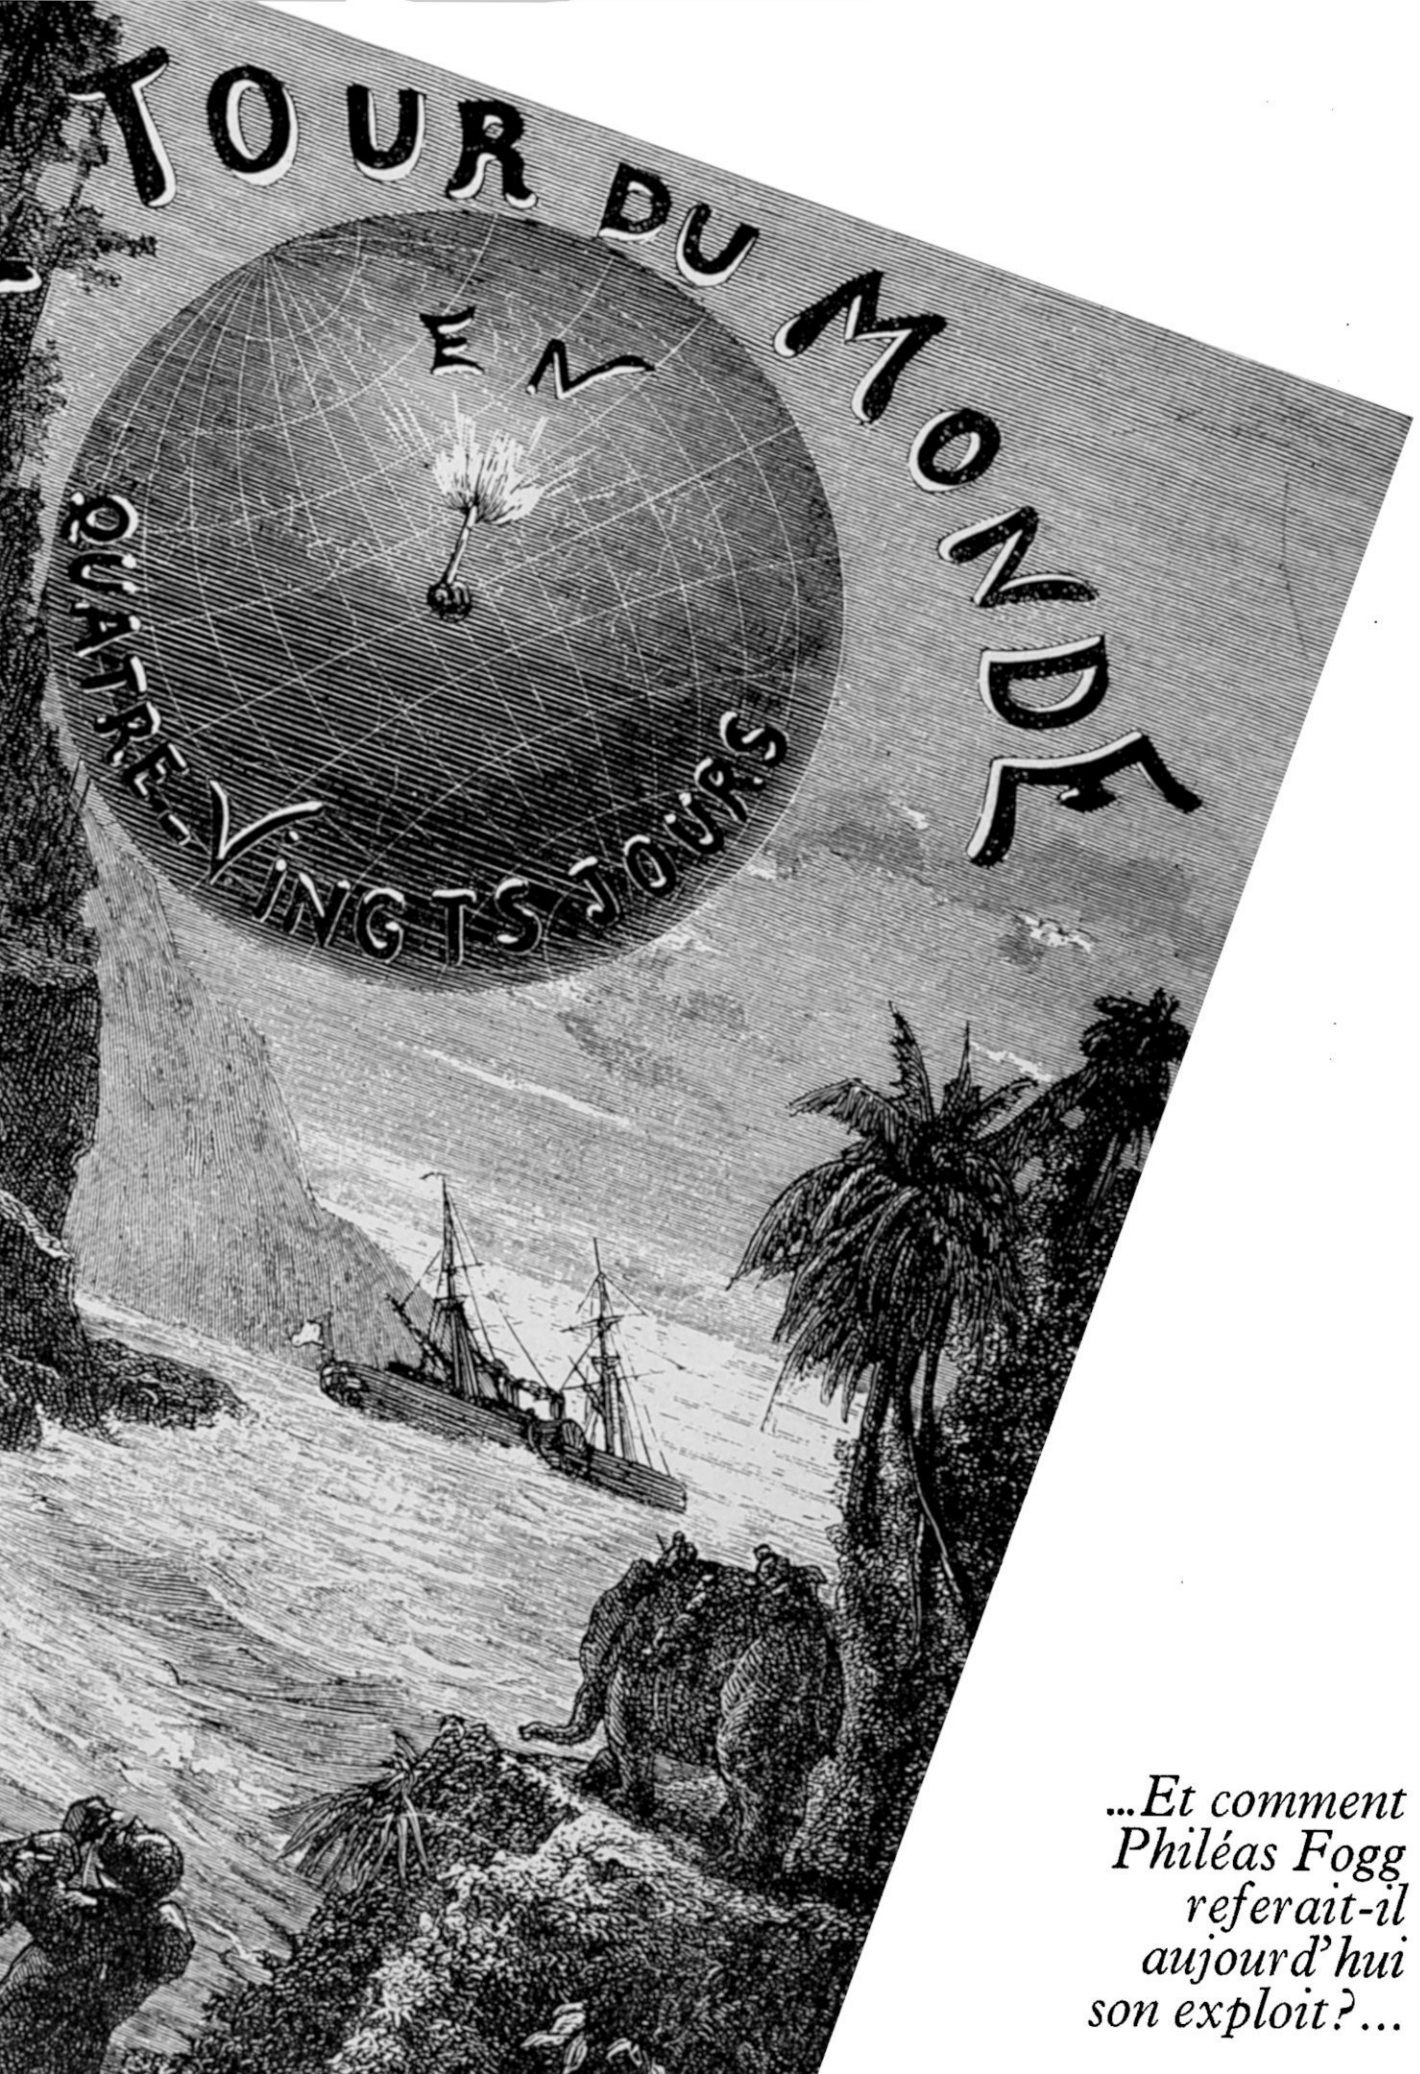 TOUR DU MONDE
EN
QUATRE-VINGTS JOURS
...Et comment
Philéas Fogg
referait-il
aujourd'hui
son exploit?...